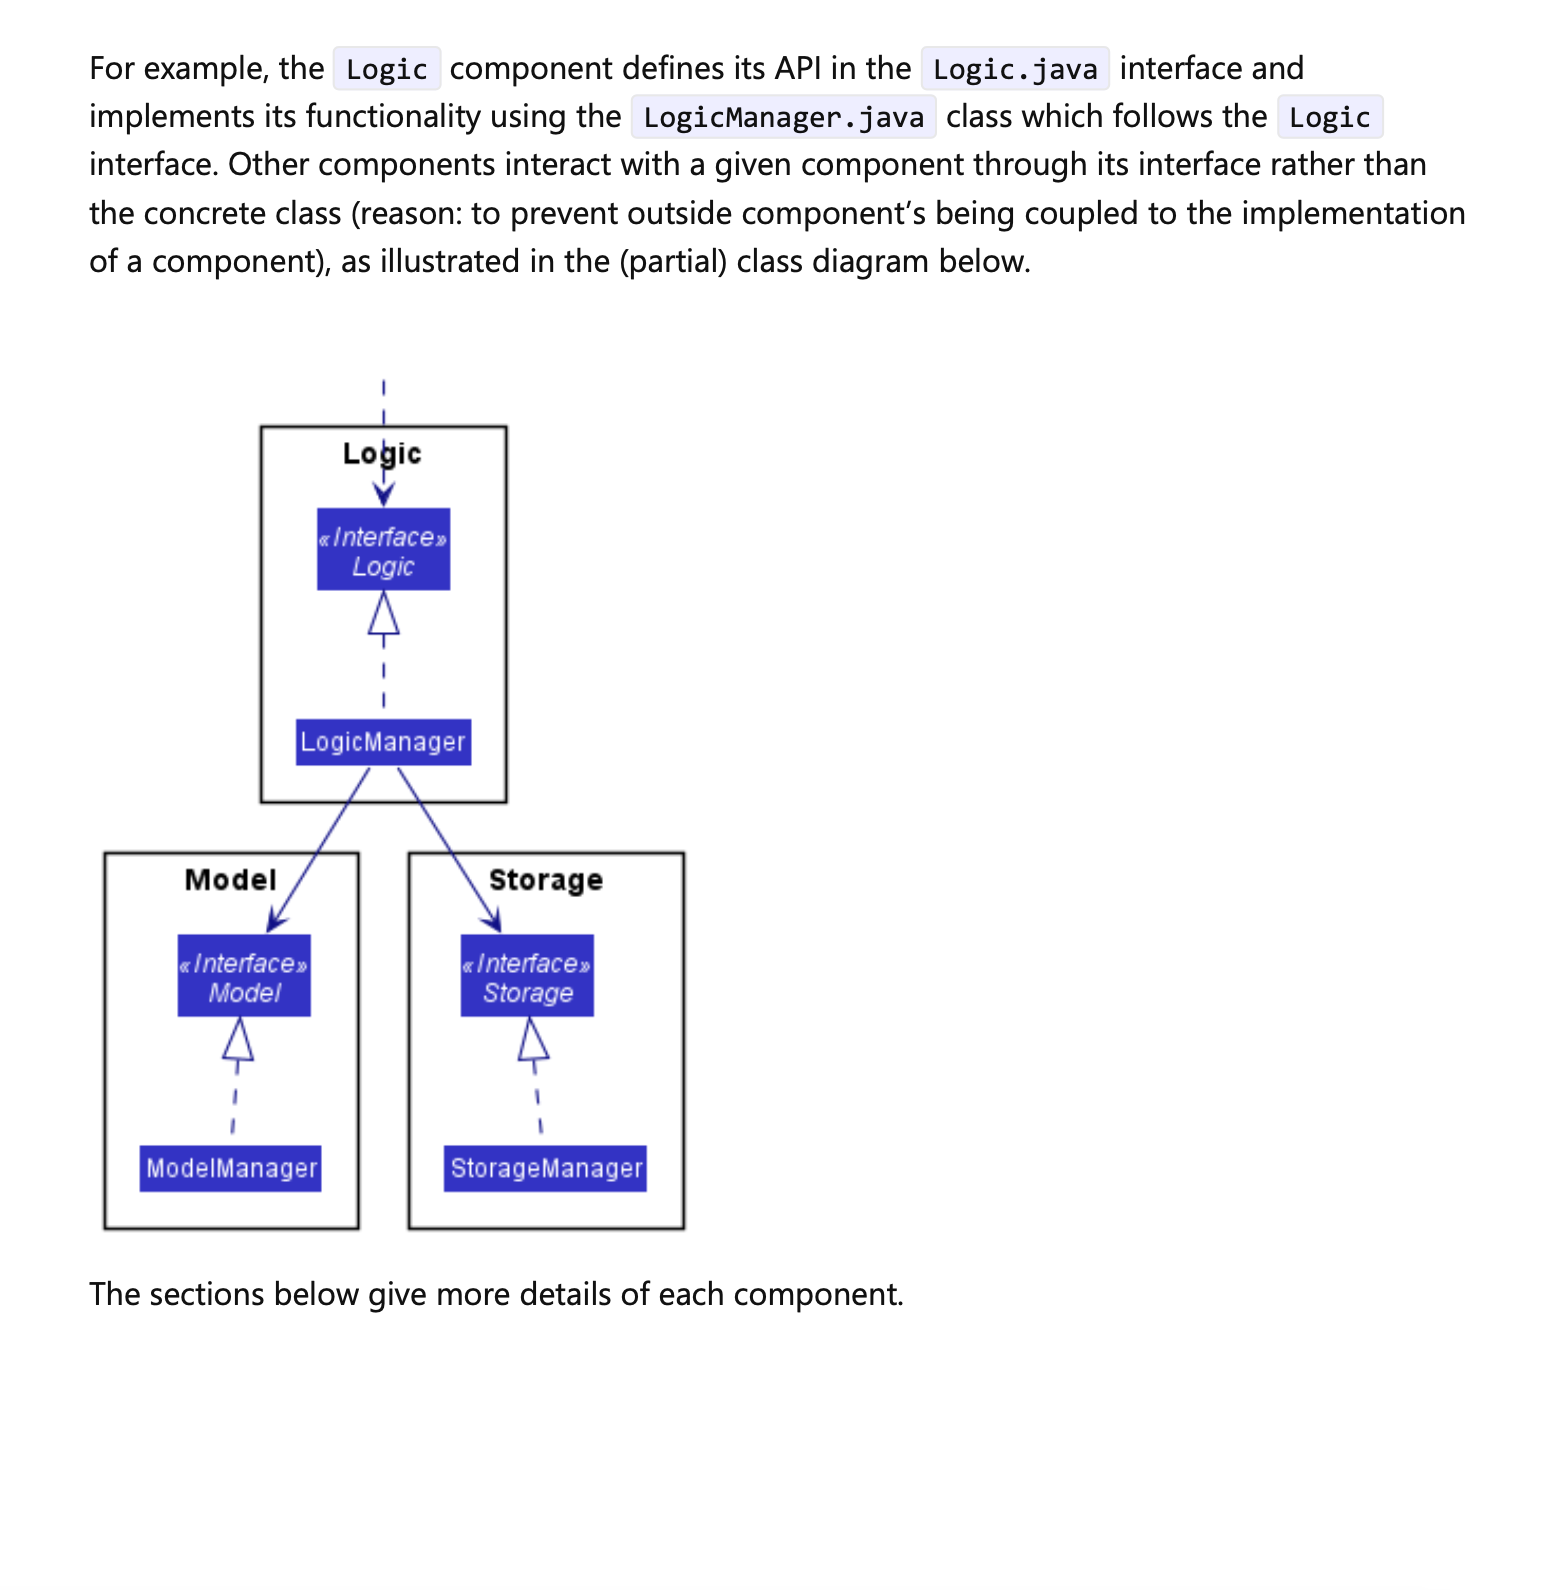 For example, the Logic component defines its API in the Logic.java interface and
implements its functionality using the LogicManager.java class which follows the Logic
interface. Other components interact with a given component through its interface rather than
the concrete class (reason: to prevent outside component’s being coupled to the implementation
of a component), as illustrated in the (partial) class diagram below.
Logic
«Interface»
Logic
LogicManager
Model
«Interface»
Model
ModelManager
Storage
«Interface»
Storage
StorageManager
The sections below give more details of each component.